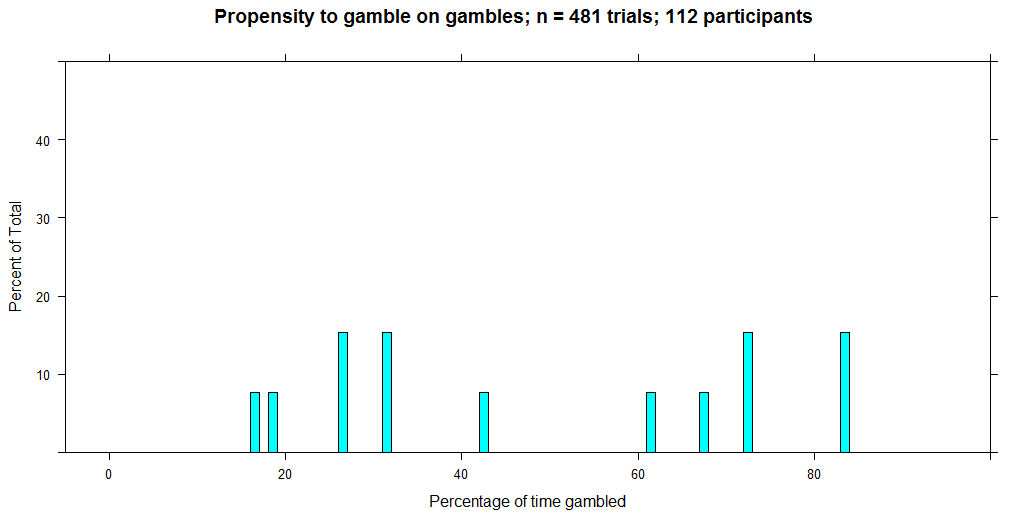 Propensity to gamble on gambles; n = 481 trials; 112 participants
Percent of Total
40
30
20
10
0 20 40 60 80
Percentage of time gambled